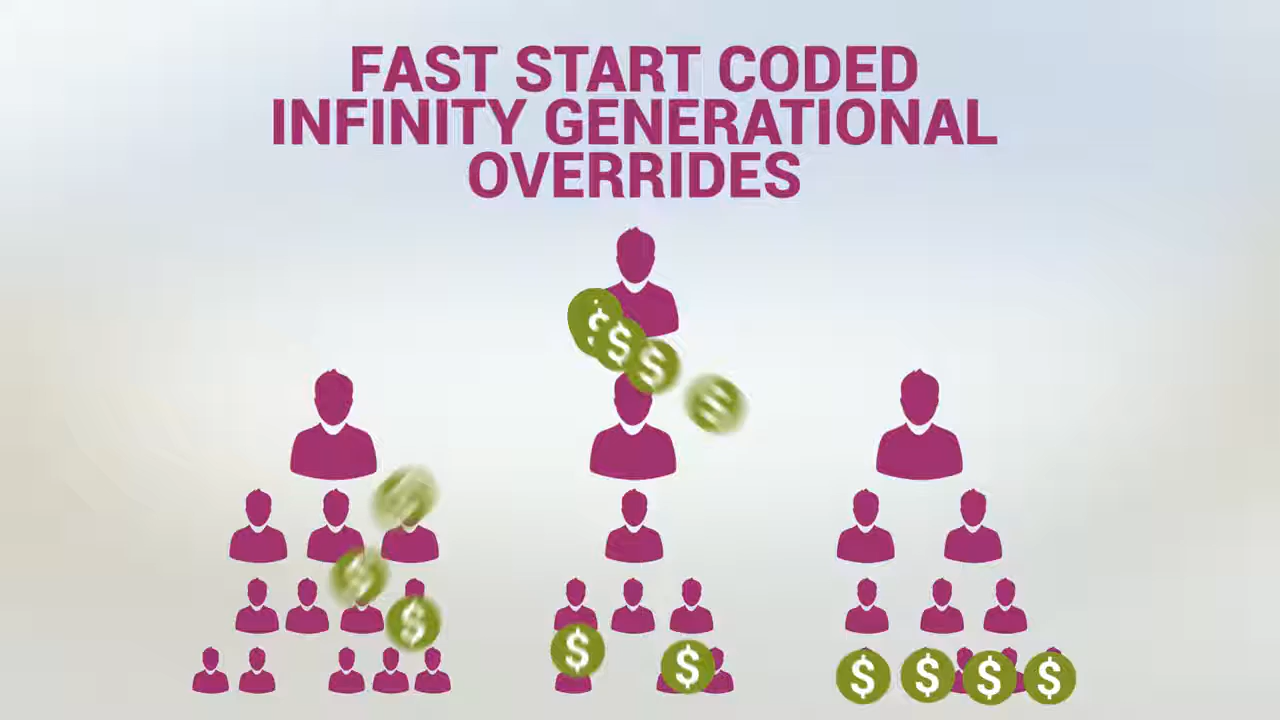 FAST START CODED
INFINITY GENERATIONAL
OVERRIDES
$ $
$
$
$ $
$ $ $ $